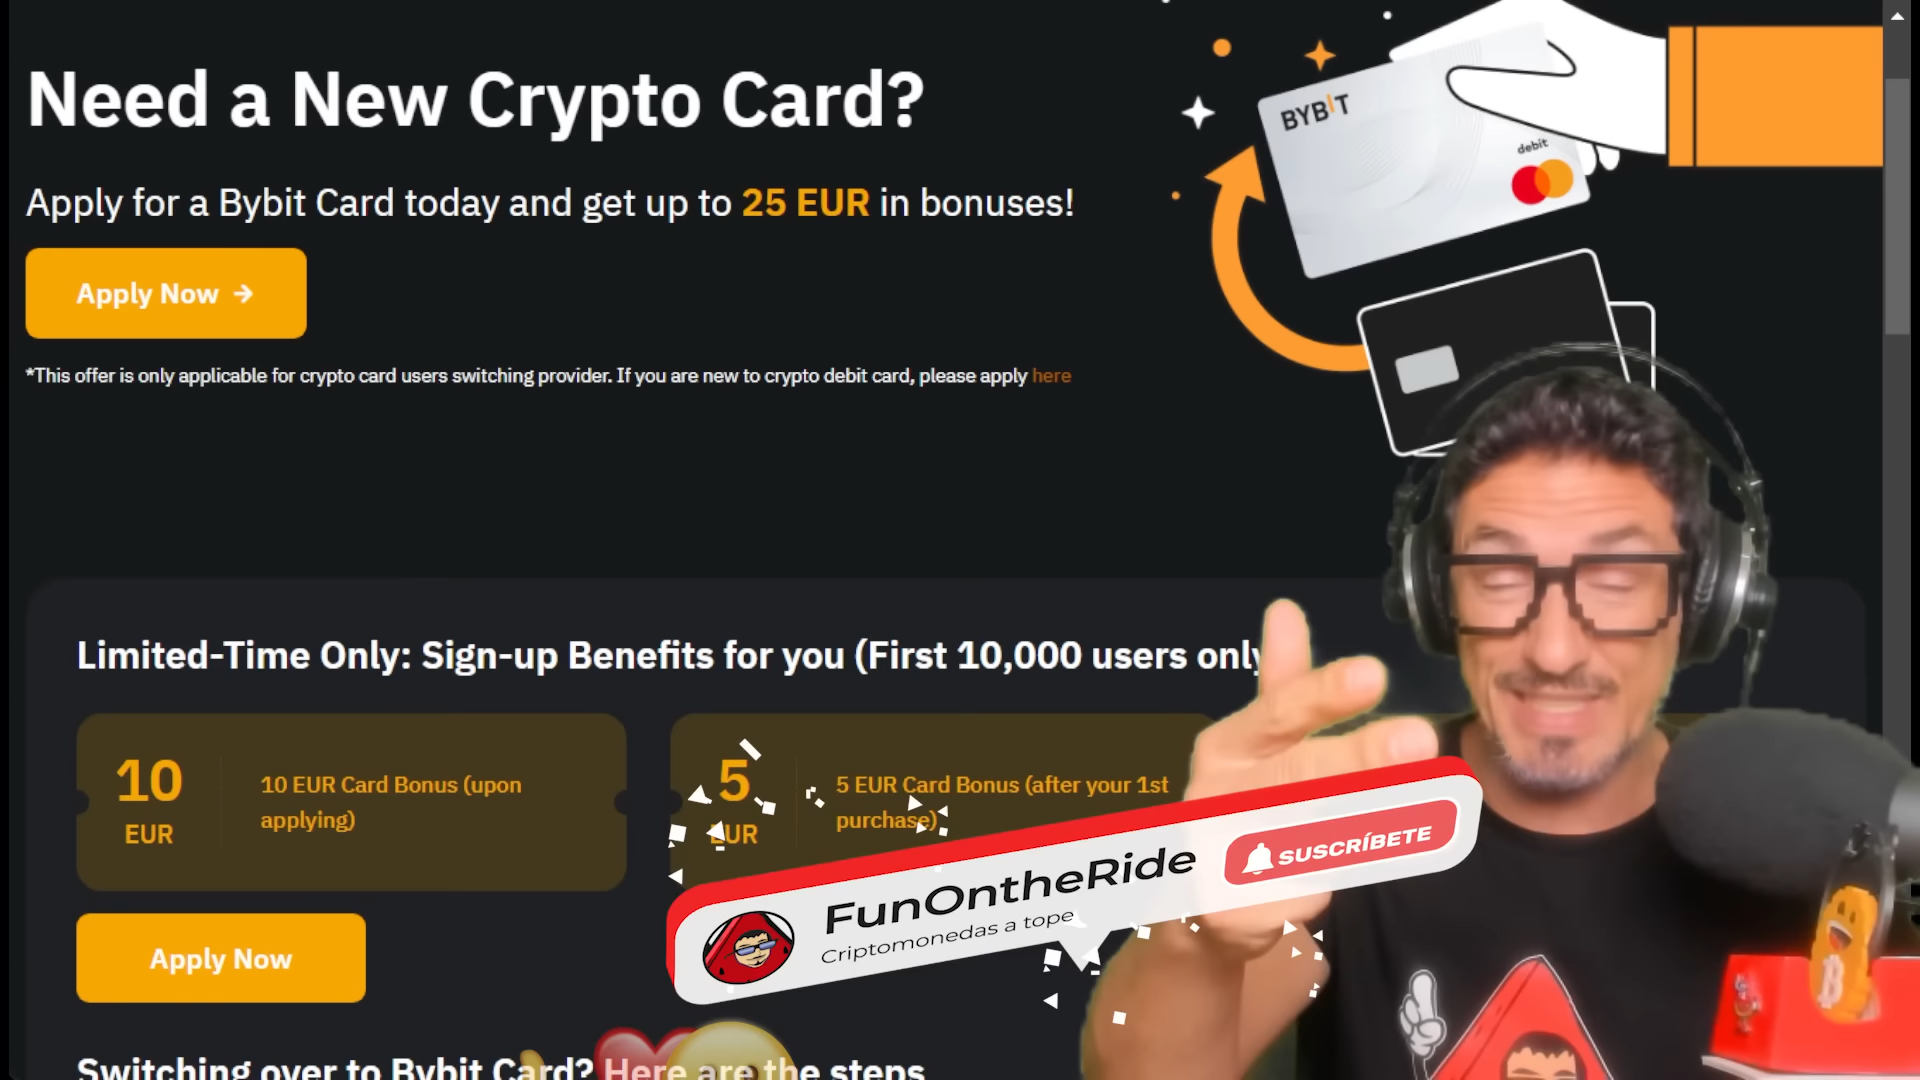 Need a New Crypto Card?
Apply for a Bybit Card today and get up to 25 EUR in bonuses!
Apply Now →
*This offer is only applicable for crypto card users switching provider. If you are new to crypto debit card, please apply here
BYBIT
debit
Limited-Time Only: Sign-up Benefits for you (First 10,000 users only
10
EUR
10 EUR Card Bonus (upon
applying)
5
EUR
5 EUR Card Bonus (after your 1st
purchase)
FunOntheRide
Criptomonedas a tope
SUSCRÍBETE
Apply Now
Switching over to Bybit Card? Here are the steps